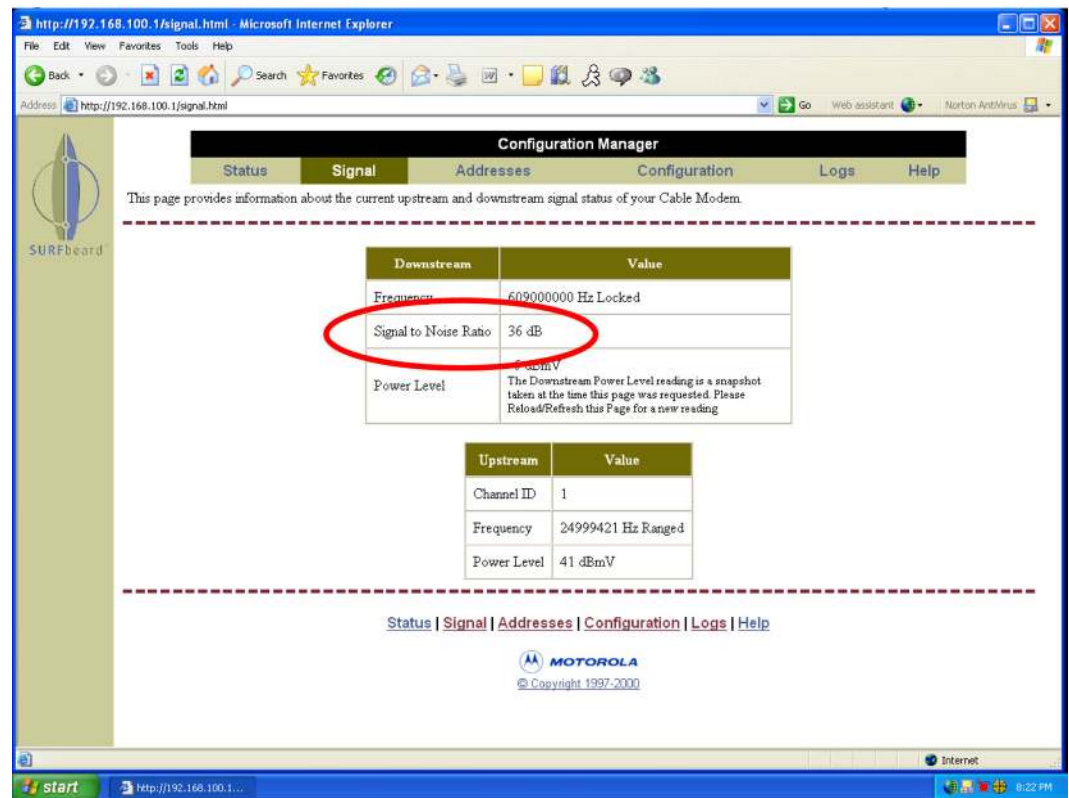 http://192.168.100.1/signal.html - Microsoft Internet Explorer
File Edit View Favorites Tools Help
Back Search Favorites
Address http://192.168.100.1/signal.html Go Web assistant Norton AntiVirus
Configuration Manager
Status Signal Addresses Configuration Logs Help
This page provides information about the current upstream and downstream signal status of your Cable Modem.
SURFboard
Downstream Value
Frequency 609000000 Hz Locked
Signal to Noise Ratio 36 dB
dBmV
Power Level
The Downstream Power Level reading is a snapshot
taken at the time this page was requested. Please
Reload/Refresh this Page for a new reading
Upstream Value
Channel ID 1
Frequency 24999421 Hz Ranged
Power Level 41 dBmV
Status | Signal | Addresses | Configuration | Logs | Help
MOTOROLA
© Copyright 1997-2000
Internet
start http://192.168.100.1... 8:22 PM